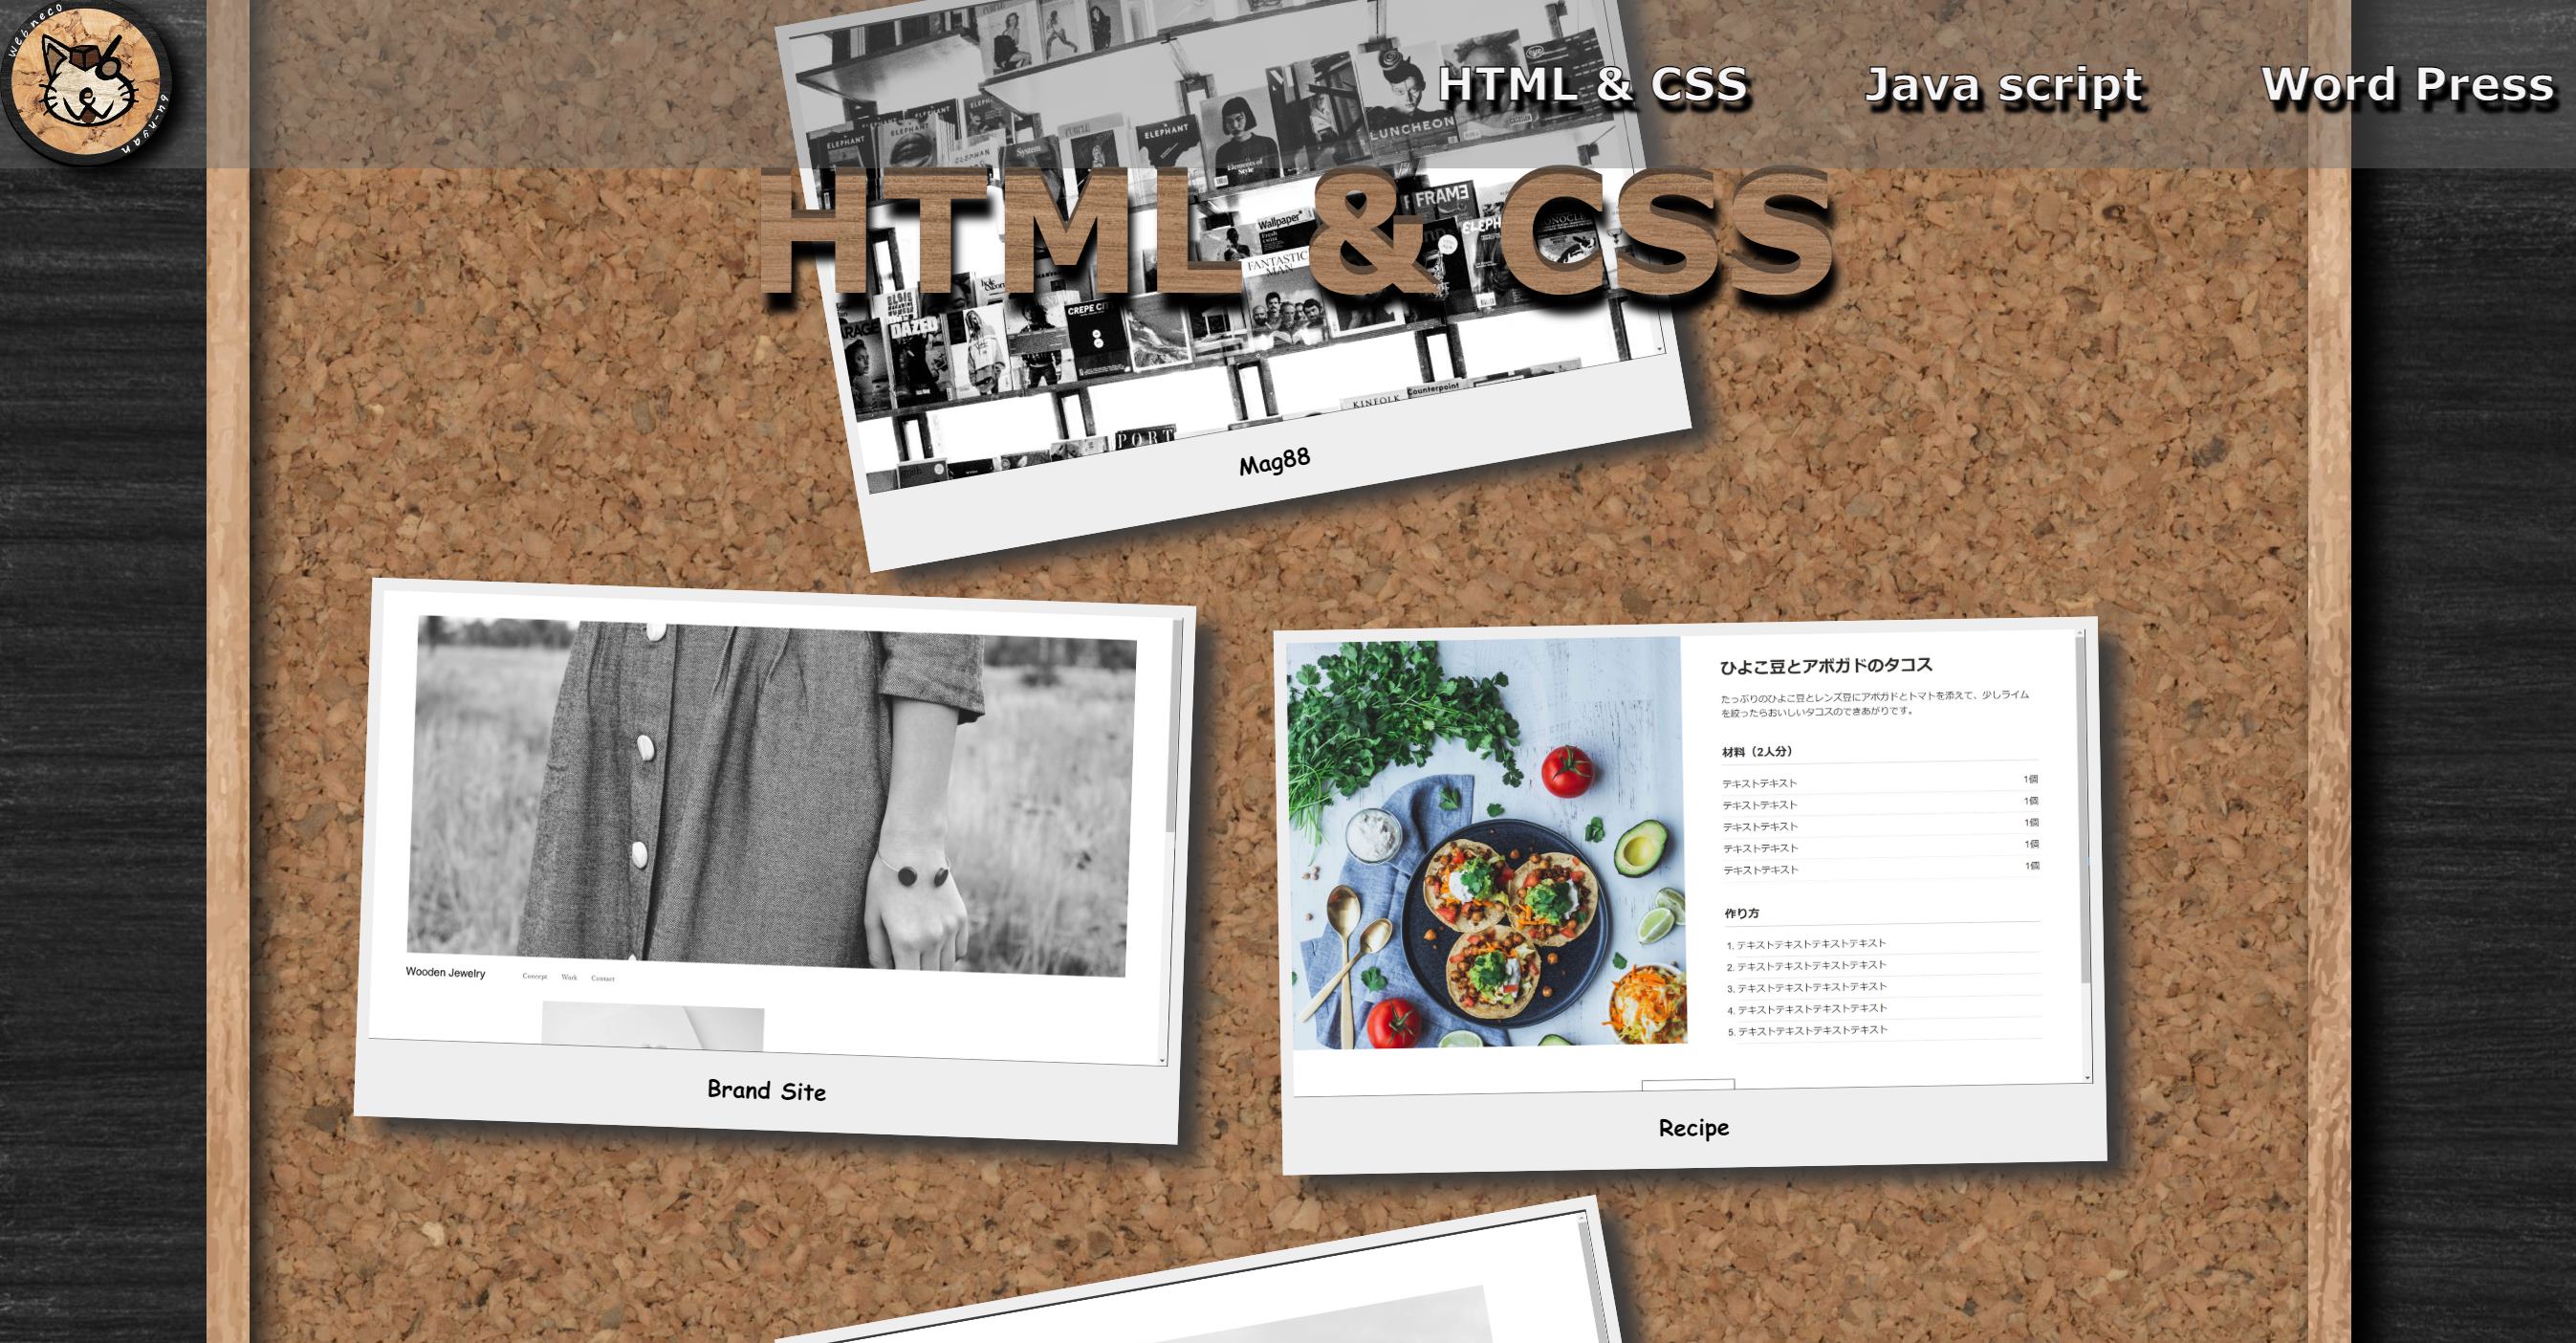 web neco
bu-nyan
HTML & CSS
Java script
Word Press
HTML & CSS
ELEPHANT
ELEPHANT
System
ELEPHANT
Elements of
Style
LUNCHEON
FRAME
Wallpaper*
FANTASTIC
MAN
DAZED
CREPE CITY
KINFOLK
Counterpoint
PORT
Mag88
Wooden Jewelry
Concept
Work
Contact
Brand Site
ひよこ豆とアボガドのタコス
たっぷりのひよこ豆とレンズ豆にアボガドとトマトを添えて、少しライム
を絞ったらおいしいタコスのできあがりです。
材料（2人分）
テキストテキスト 1個
テキストテキスト 1個
テキストテキスト 1個
テキストテキスト 1個
テキストテキスト 1個
作り方
1. テキストテキストテキストテキスト
2. テキストテキストテキストテキスト
3. テキストテキストテキストテキスト
4. テキストテキストテキストテキスト
5. テキストテキストテキストテキスト
Recipe